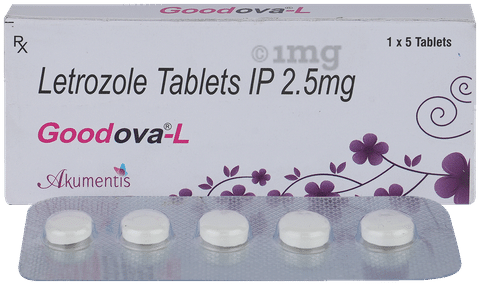 Goodova-L
Rx
©1mg
1 x 5 Tablets
Letrozole Tablets IP 2.5mg
Goodova®-L
Akumentis